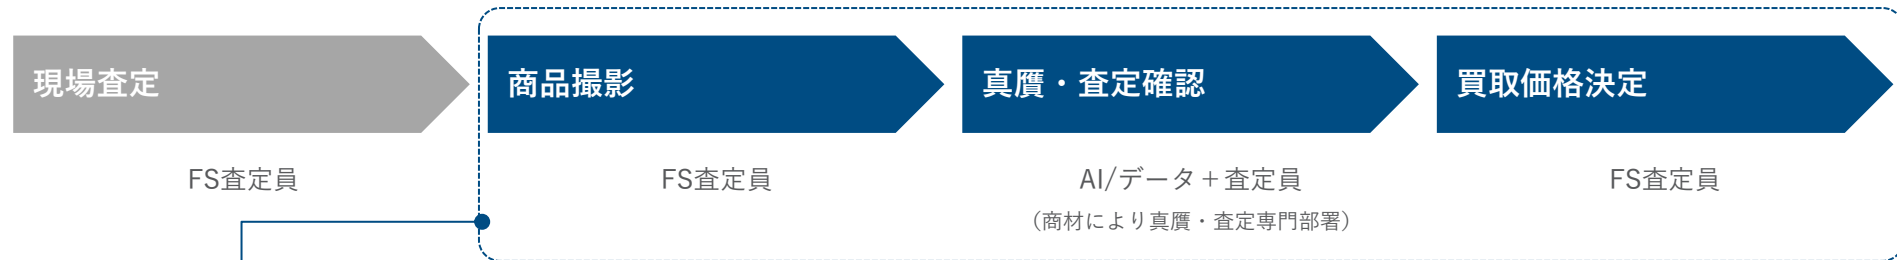 現場査定
商品撮影
真贋・査定確認
買取価格決定
FS査定員
FS査定員
AI/データ＋査定員
（商材により真贋・査定専門部署）
FS査定員